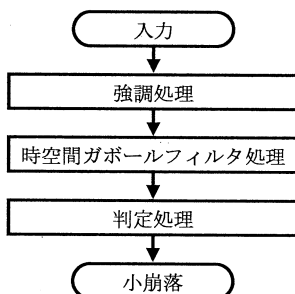 入力
強調処理
時空間ガボールフィルタ処理
判定処理
小崩落